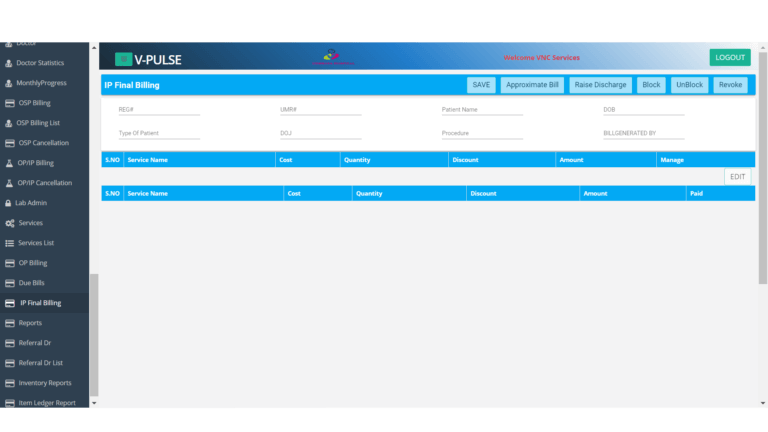 Doctor
Doctor Statistics
MonthlyProgress
OSP Billing
OSP Billing List
OSP Cancellation
OP/IP Billing
OP/IP Cancellation
Lab Admin
Services
Services List
OP Billing
Due Bills
IP Final Billing
Reports
Referral Dr
Referral Dr List
Inventory Reports
Item Ledger Report
V-PULSE
Welcome VNC Services
LOGOUT
IP Final Billing
SAVE Approximate Bill Raise Discharge Block UnBlock Revoke
REG# UMR# Patient Name DOB
Type Of Patient DOJ Procedure BILLGENERATED BY
S.NO Service Name Cost Quantity Discount Amount Manage
EDIT
S.NO Service Name Cost Quantity Discount Amount Paid